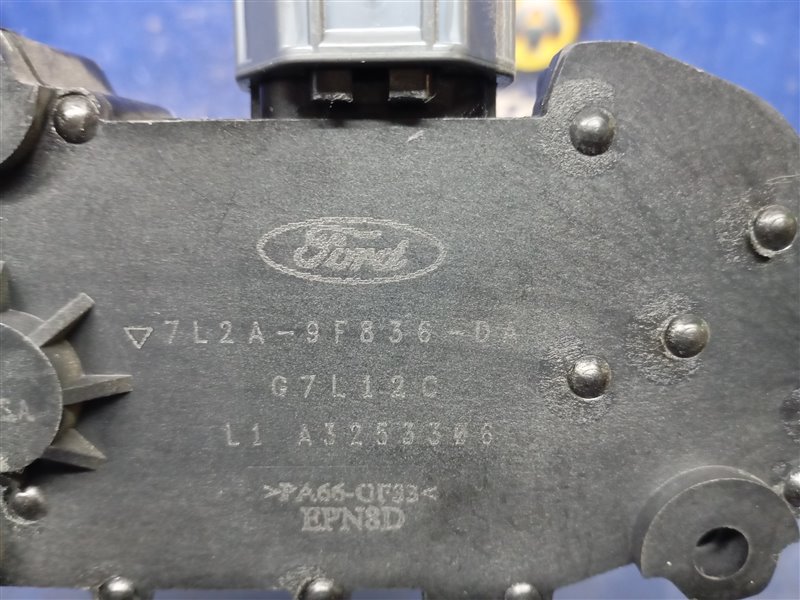 Ford
7L2A-9F836-DA
G7L12C
L1 A3253306
>PA66-GF33<
EPN8D